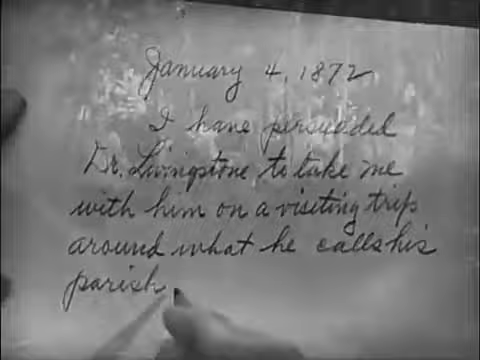 January 4, 1872
I have persuaded
Dr. Livingstone to take me
with him on a visiting trip
around what he calls his
parish